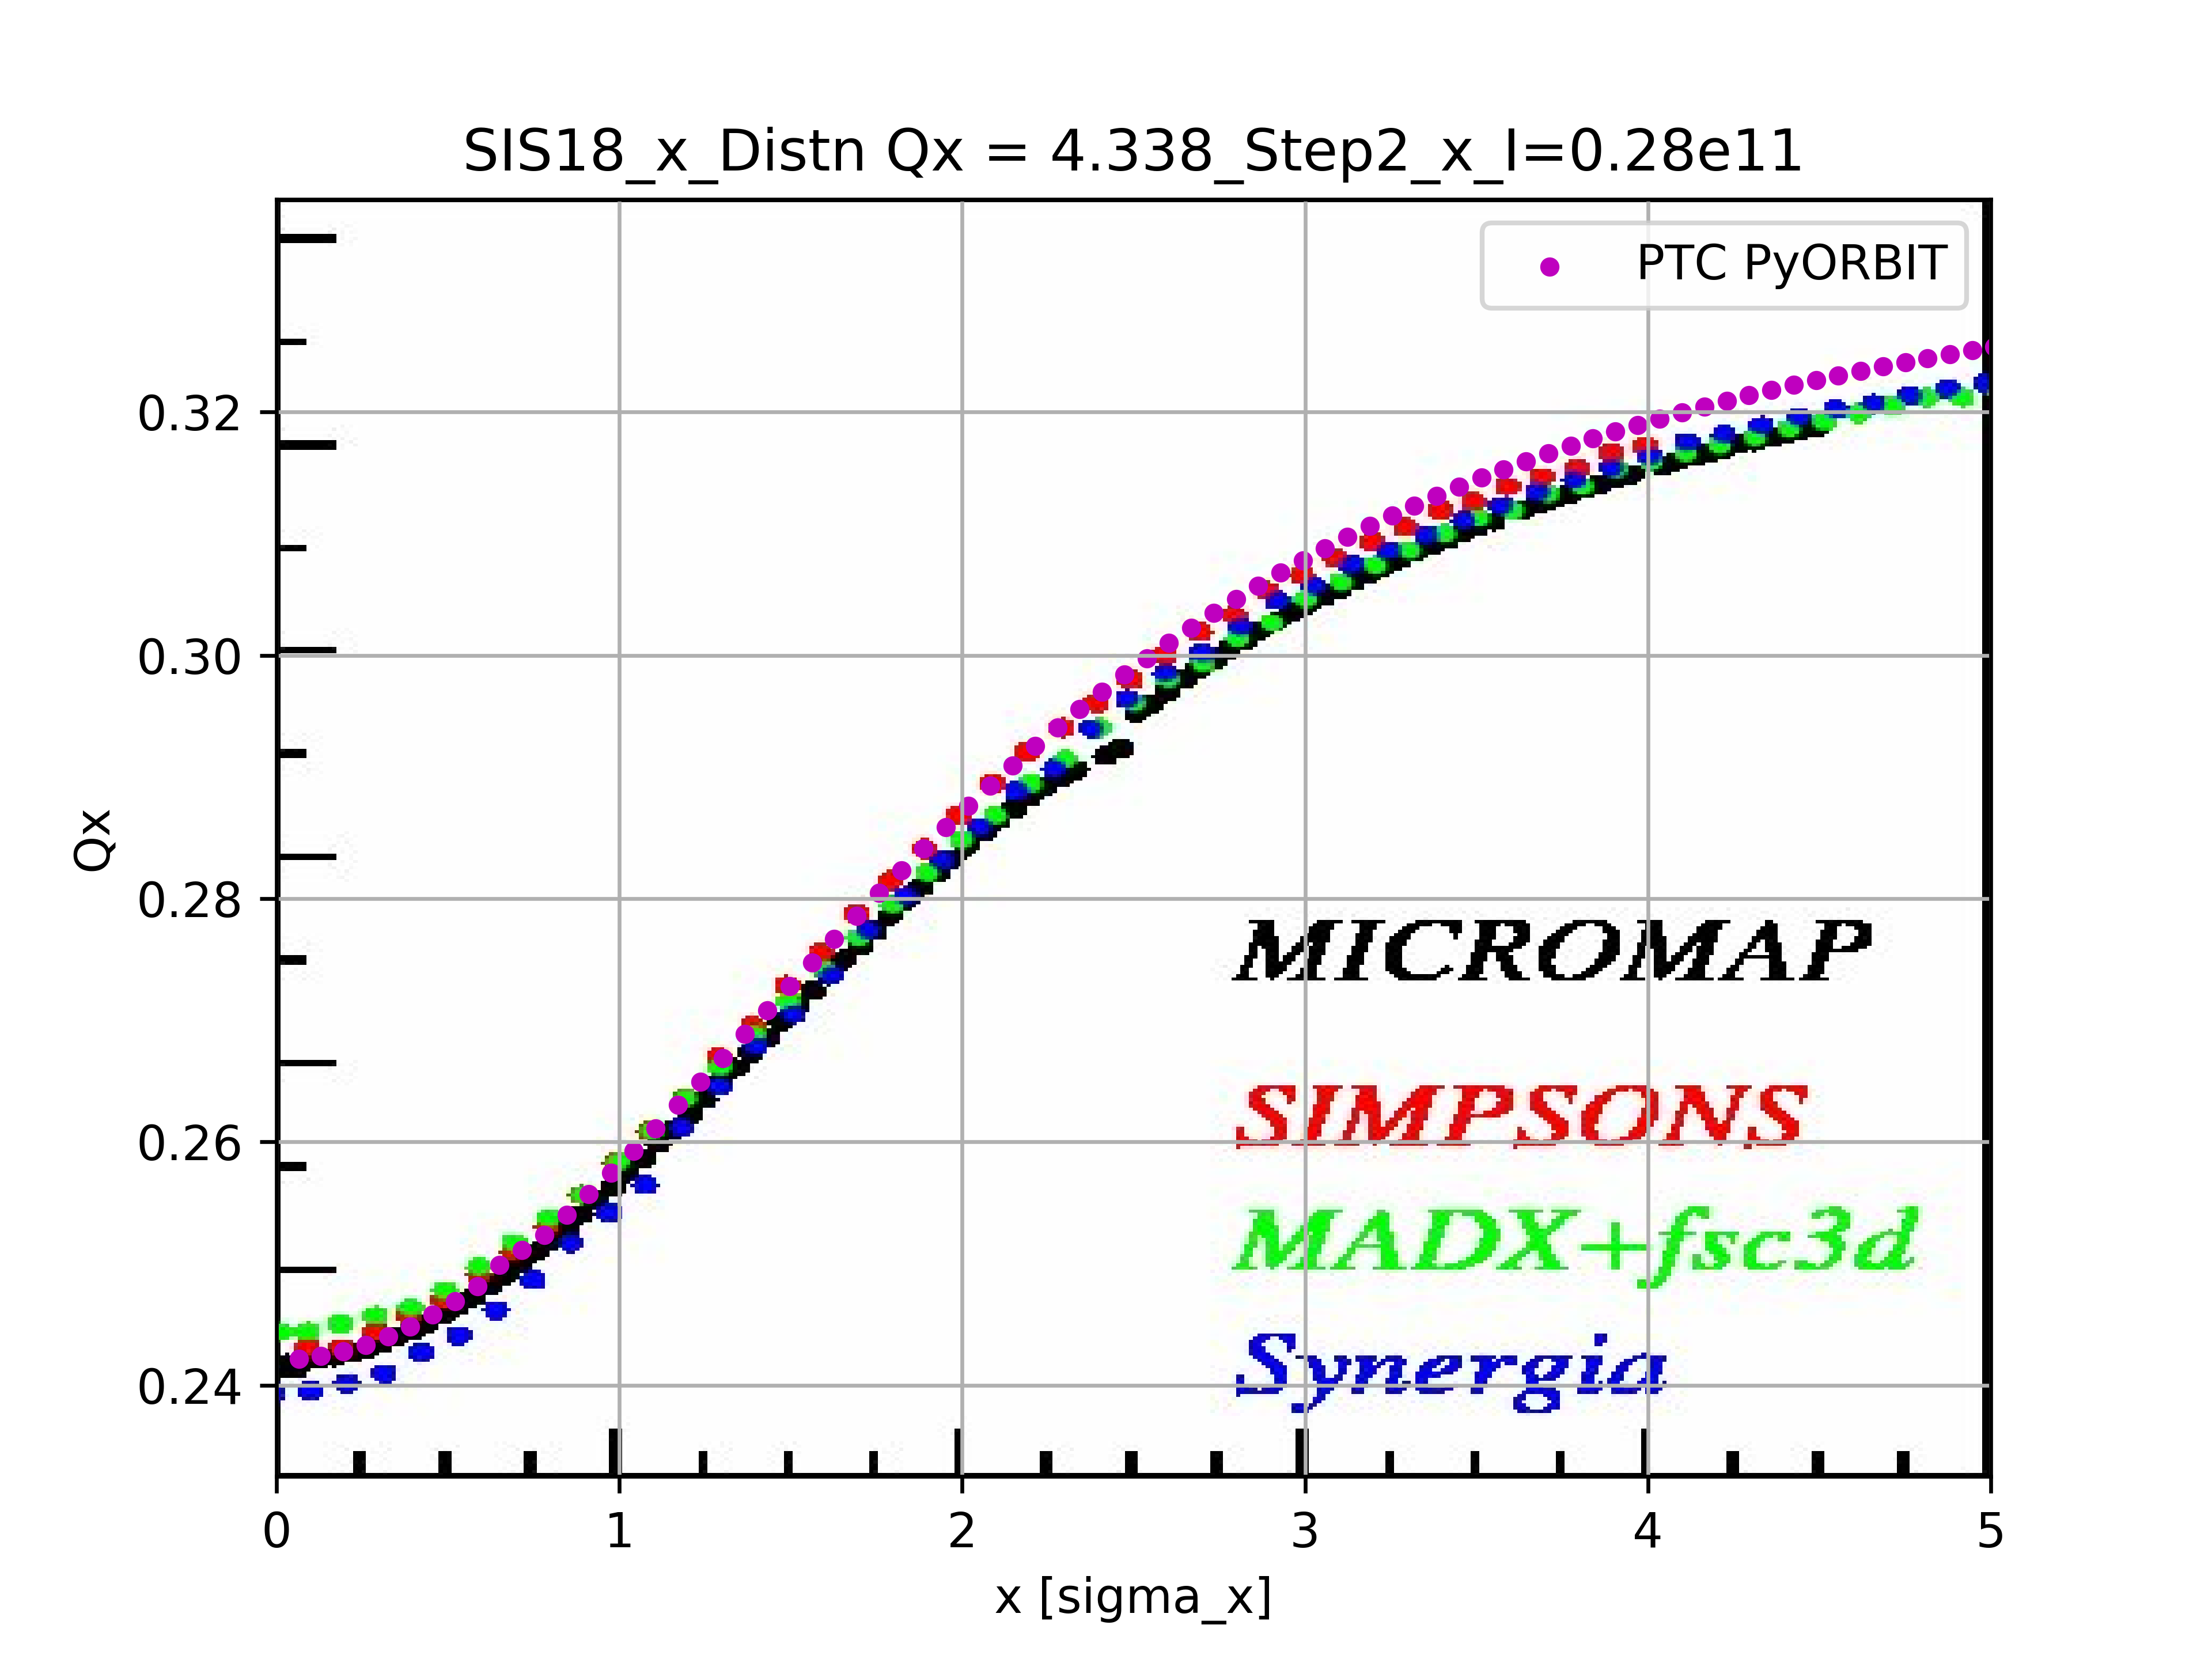 SIS18_x_Distn Qx = 4.338_Step2_x_I=0.28e11
PTC PyORBIT
0.32
0.30
0.28
0.26
0.24
Qx
MICROMAP
SIMPSONS
MADX+fsc3d
Synergia
0 1 2 3 4 5
x [sigma_x]